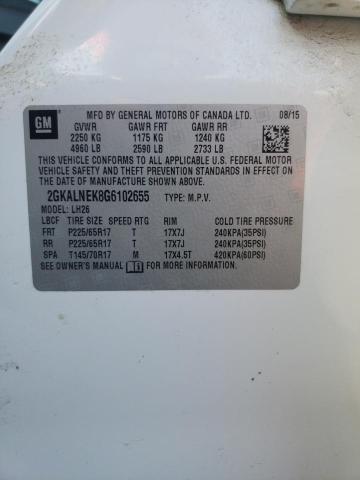 GM
MFD BY GENERAL MOTORS OF CANADA LTD. 08/15
GVWR GAWR FRT GAWR RR
2250 KG 1175 KG 1240 KG
4960 LB 2590 LB 2733 LB
THIS VEHICLE CONFORMS TO ALL APPLICABLE U.S. FEDERAL MOTOR
VEHICLE SAFETY AND THEFT PREVENTION STANDARDS IN EFFECT ON
THE DATE OF MANUFACTURE SHOWN ABOVE.
2GKALNEK8G6102655 TYPE: M.P.V.
MODEL: LH26
LBCF TIRE SIZE SPEED RTG RIM COLD TIRE PRESSURE
FRT P225/65R17 T 17X7J 240KPA(35PSI)
RR P225/65R17 T 17X7J 240KPA(35PSI)
SPA T145/70R17 M 17X4.5T 420KPA(60PSI)
SEE OWNER'S MANUAL FOR MORE INFORMATION.